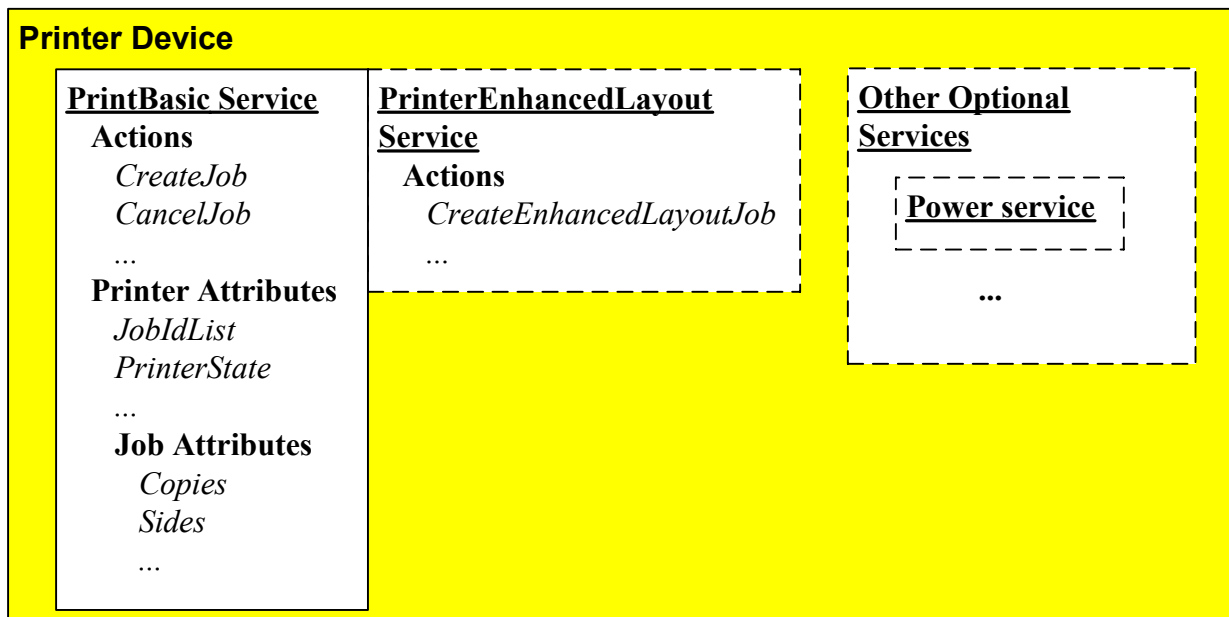 Printer Device
PrintBasic Service
Actions
CreateJob
CancelJob
...
Printer Attributes
JobIdList
PrinterState
...
Job Attributes
Copies
Sides
...
PrinterEnhancedLayout
Service
Actions
CreateEnhancedLayoutJob
...
Other Optional
Services
Power service
...